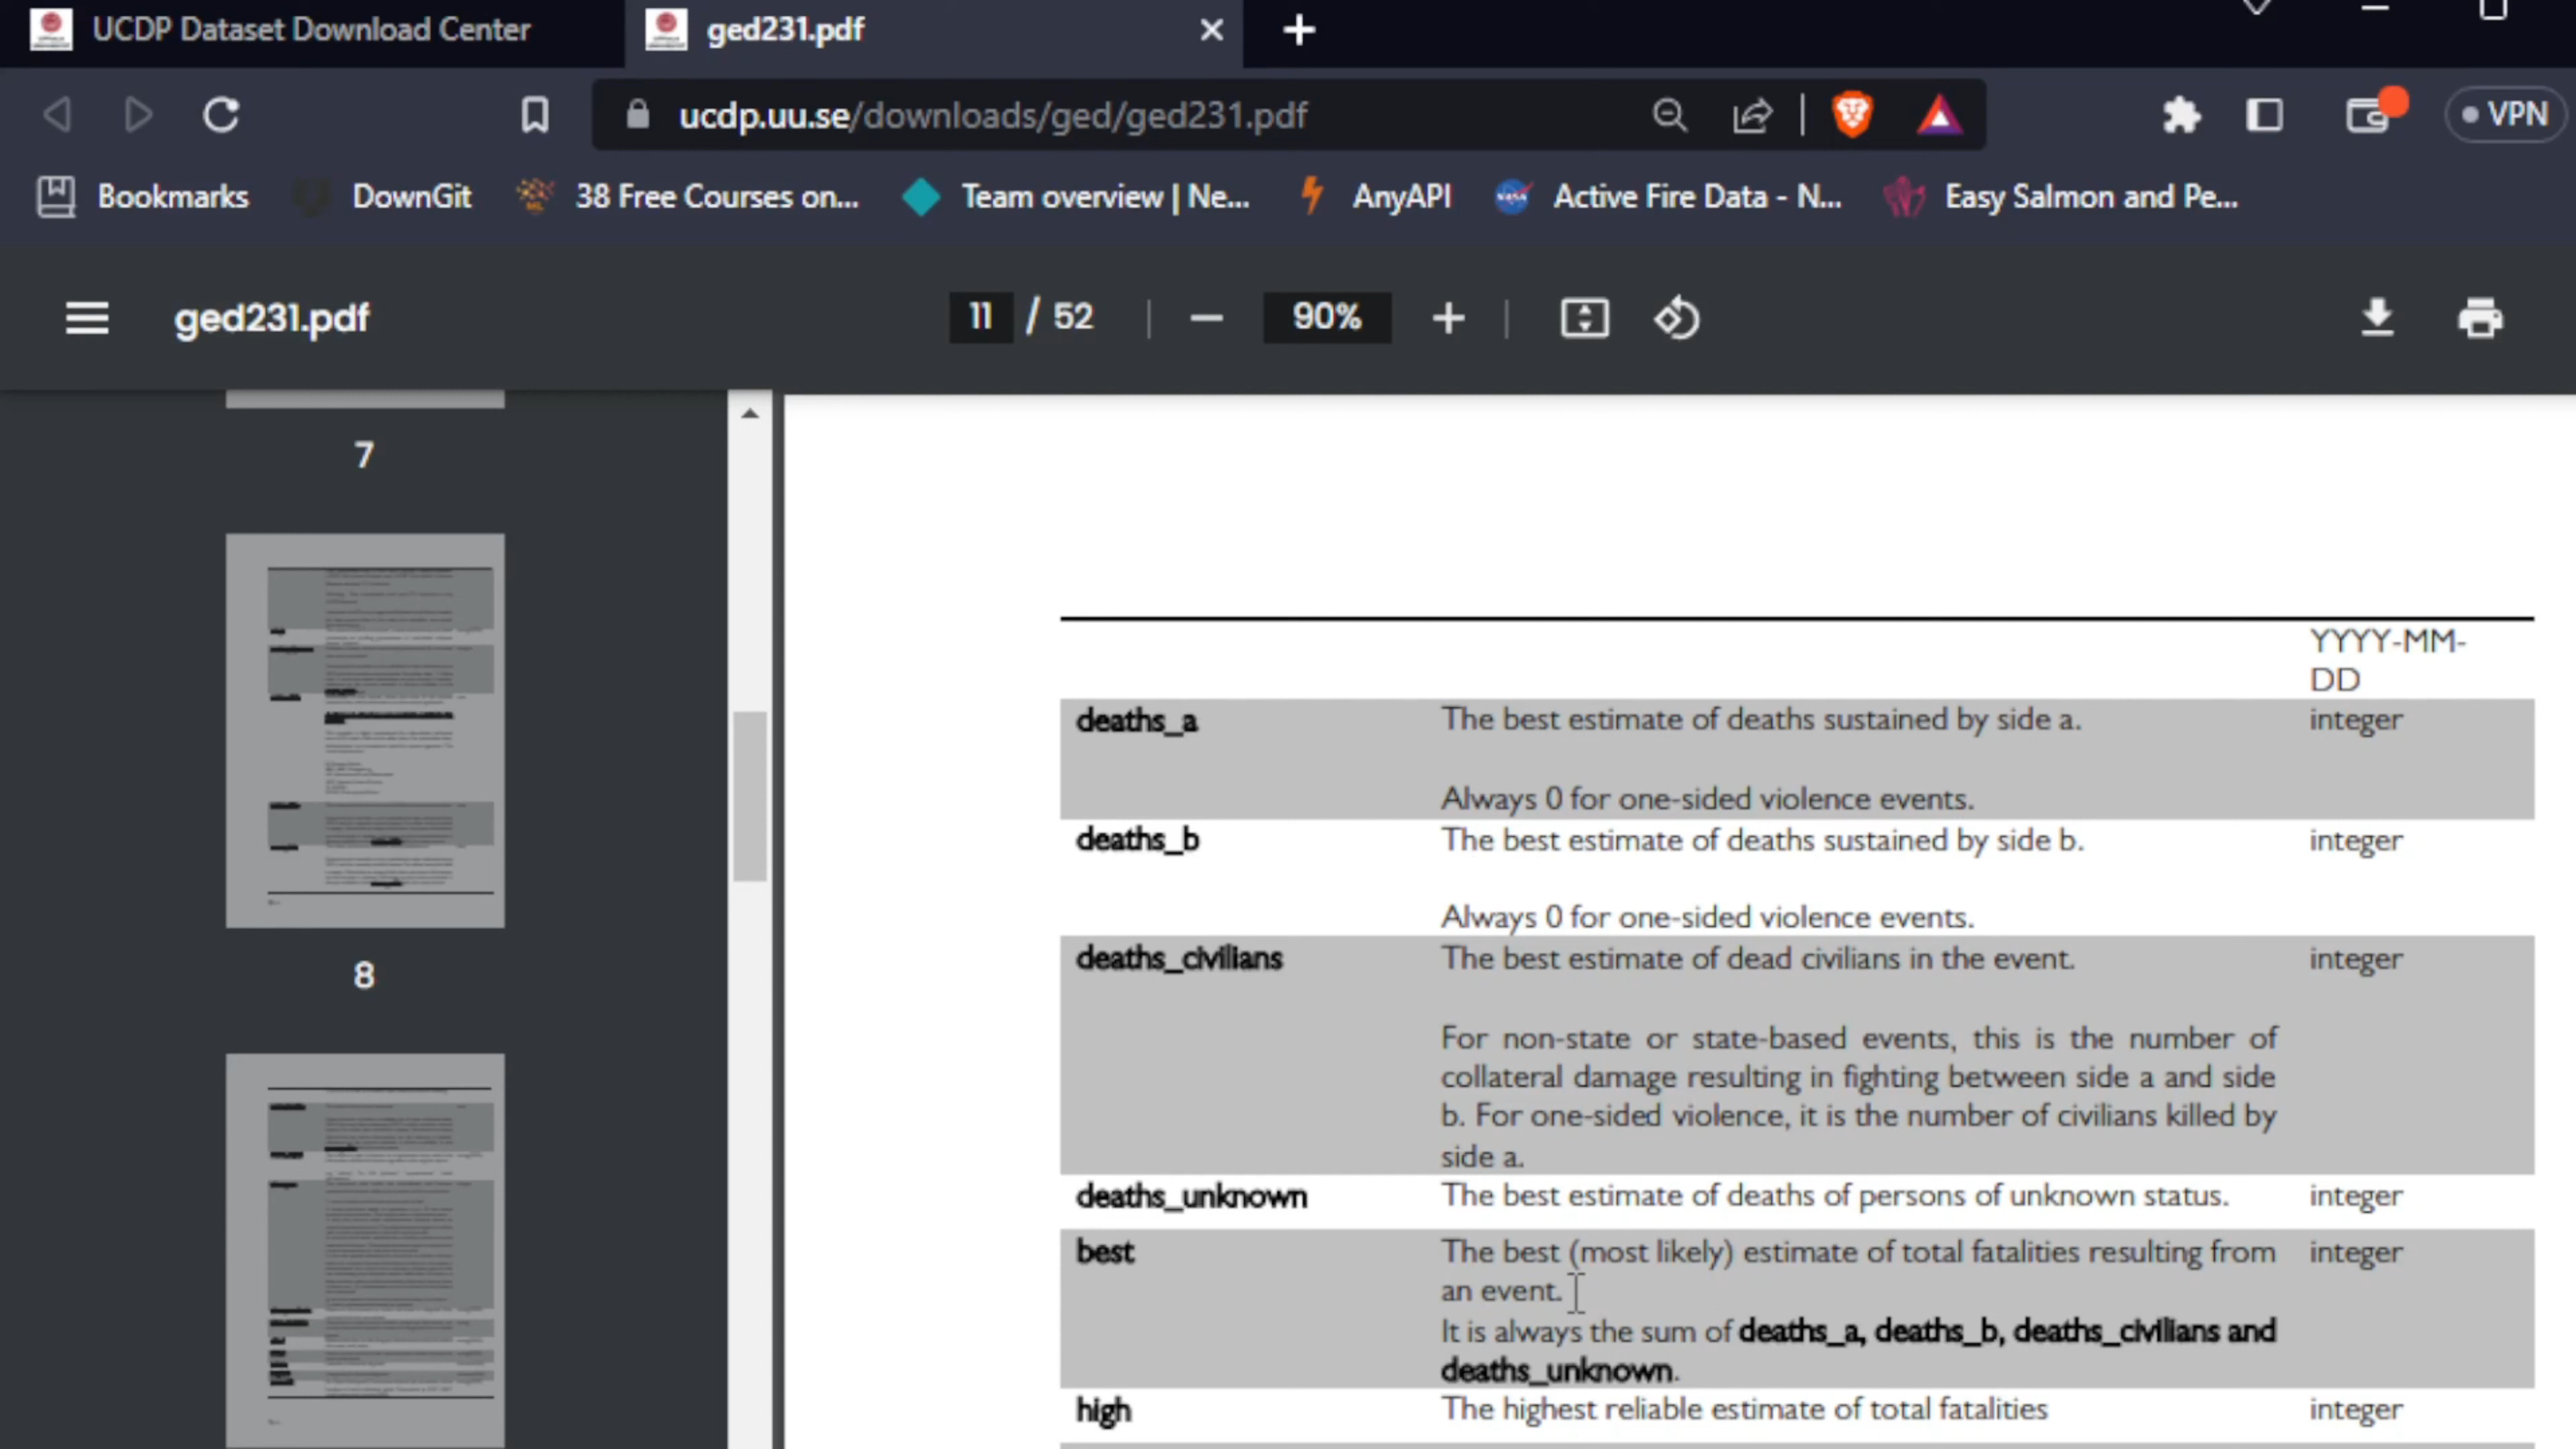 UCDP Dataset Download Center
ged231.pdf
ucdp.uu.se/downloads/ged/ged231.pdf
VPN
Bookmarks
DownGit
38 Free Courses on...
Team overview | Ne...
AnyAPI
Active Fire Data - N...
Easy Salmon and Pe...
ged231.pdf
11 / 52
90%
7
8
YYYY-MM-
DD
deaths_a The best estimate of deaths sustained by side a. integer
Always 0 for one-sided violence events.
deaths_b The best estimate of deaths sustained by side b. integer
Always 0 for one-sided violence events.
deaths_civilians The best estimate of dead civilians in the event. integer
For non-state or state-based events, this is the number of
collateral damage resulting in fighting between side a and side
b. For one-sided violence, it is the number of civilians killed by
side a.
deaths_unknown The best estimate of deaths of persons of unknown status. integer
best The best (most likely) estimate of total fatalities resulting from integer
an event.
It is always the sum of deaths_a, deaths_b, deaths_civilians and
deaths_unknown.
high The highest reliable estimate of total fatalities integer